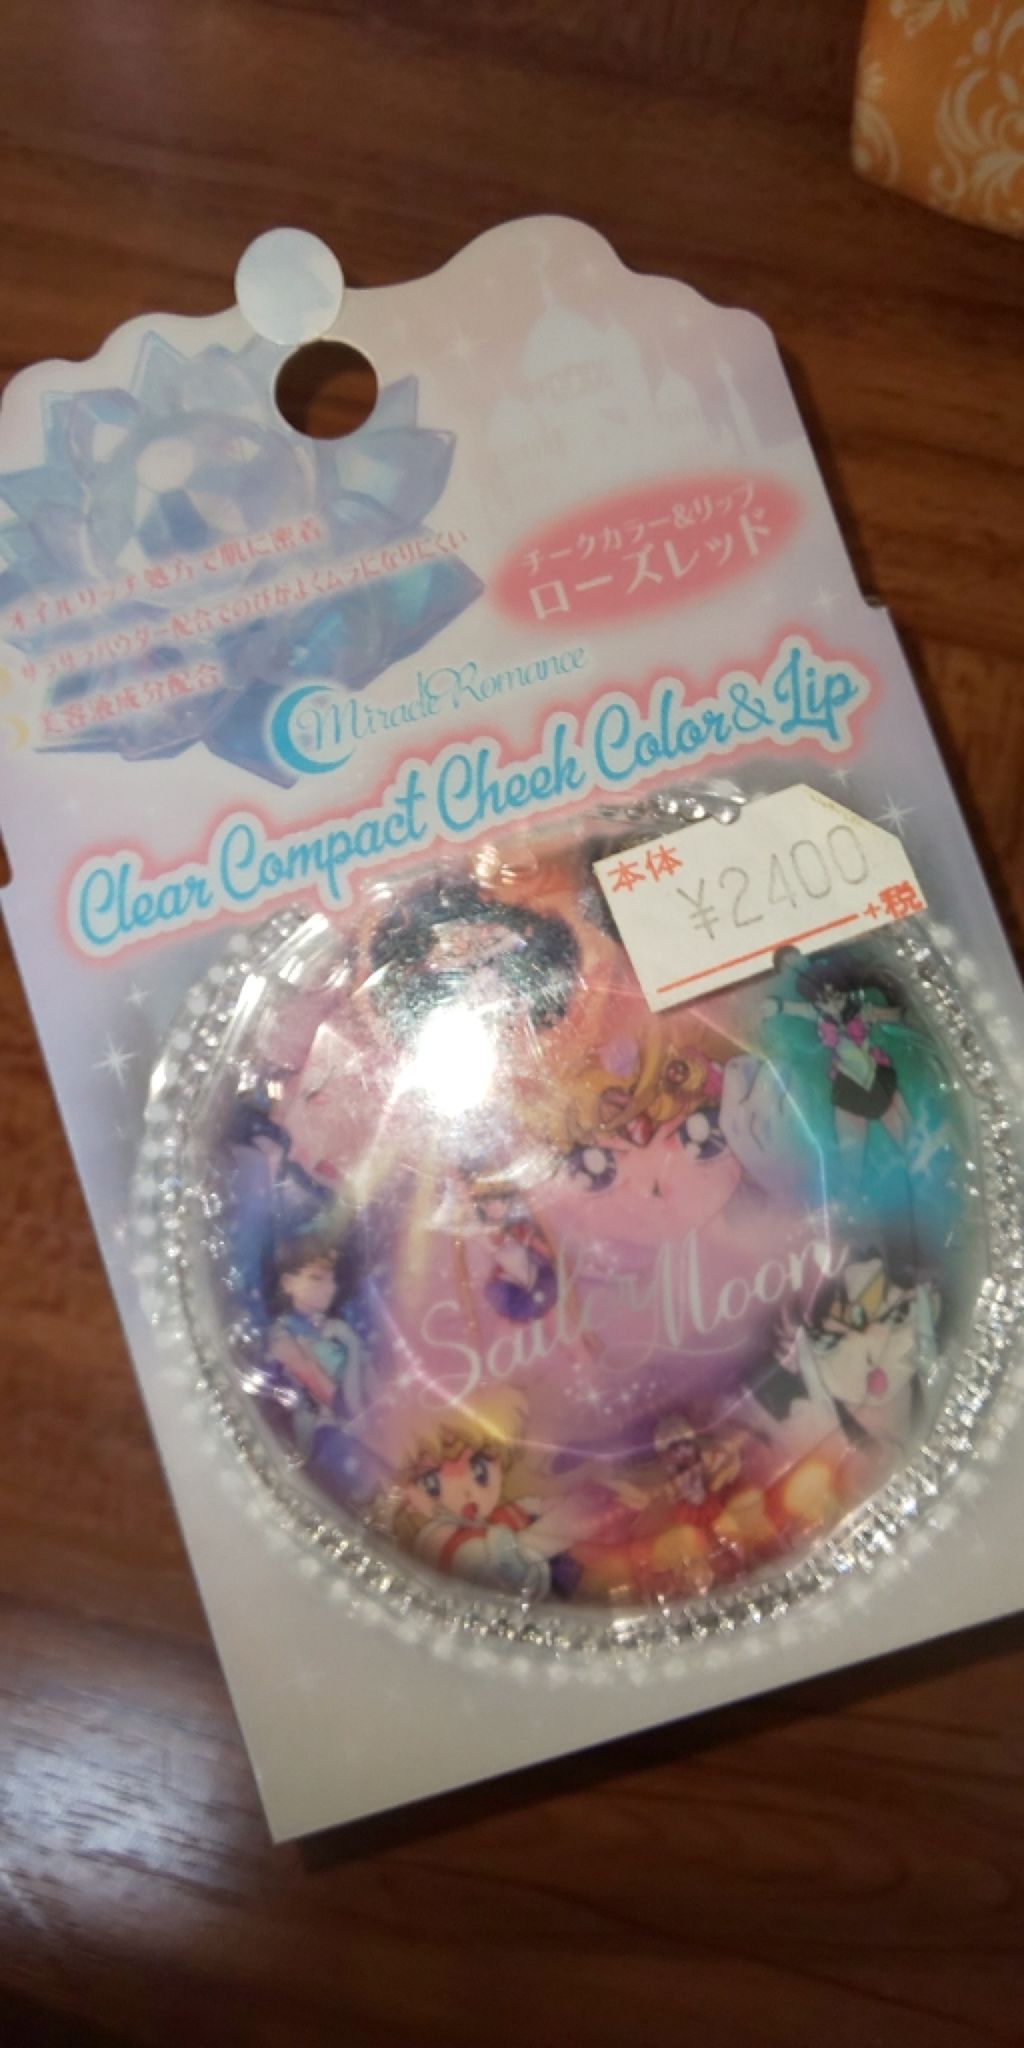 チークカラー&リップ
ローズレッド
オイルリッチ処方で肌に密着
サラサラパウダー配合でのびがよくムラになりにくい
美容液成分配合
Miracle Romance
Clear Compact Cheek Color & Lip
本体
¥2400
+税
Sailor Moon